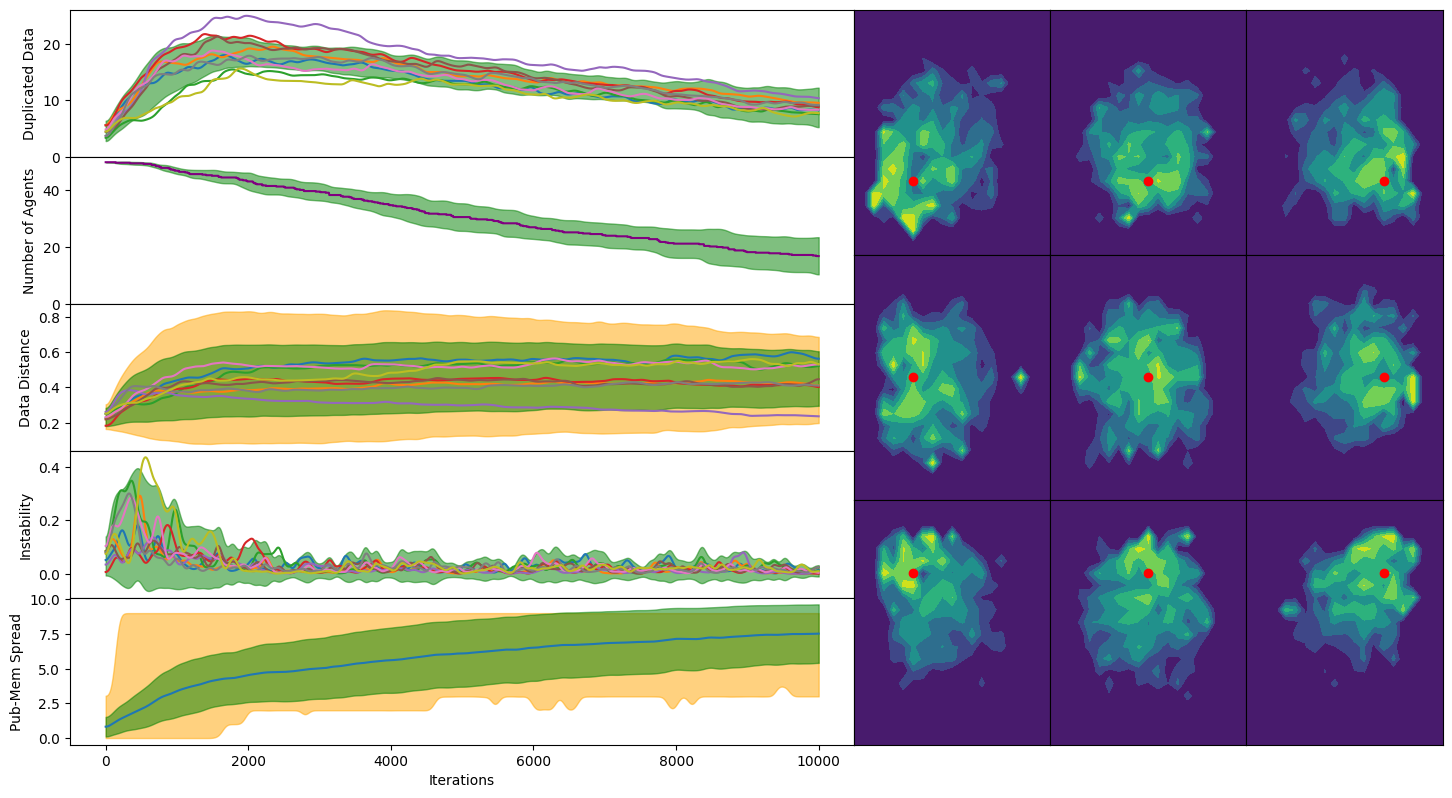 Duplicated Data
20
10
0
Number of Agents
40
20
0
Data Distance
0.8
0.6
0.4
0.2
Instability
0.4
0.2
0.0
Pub-Mem Spread
10.0
7.5
5.0
2.5
0.0
0 2000 4000 6000 8000 10000
Iterations